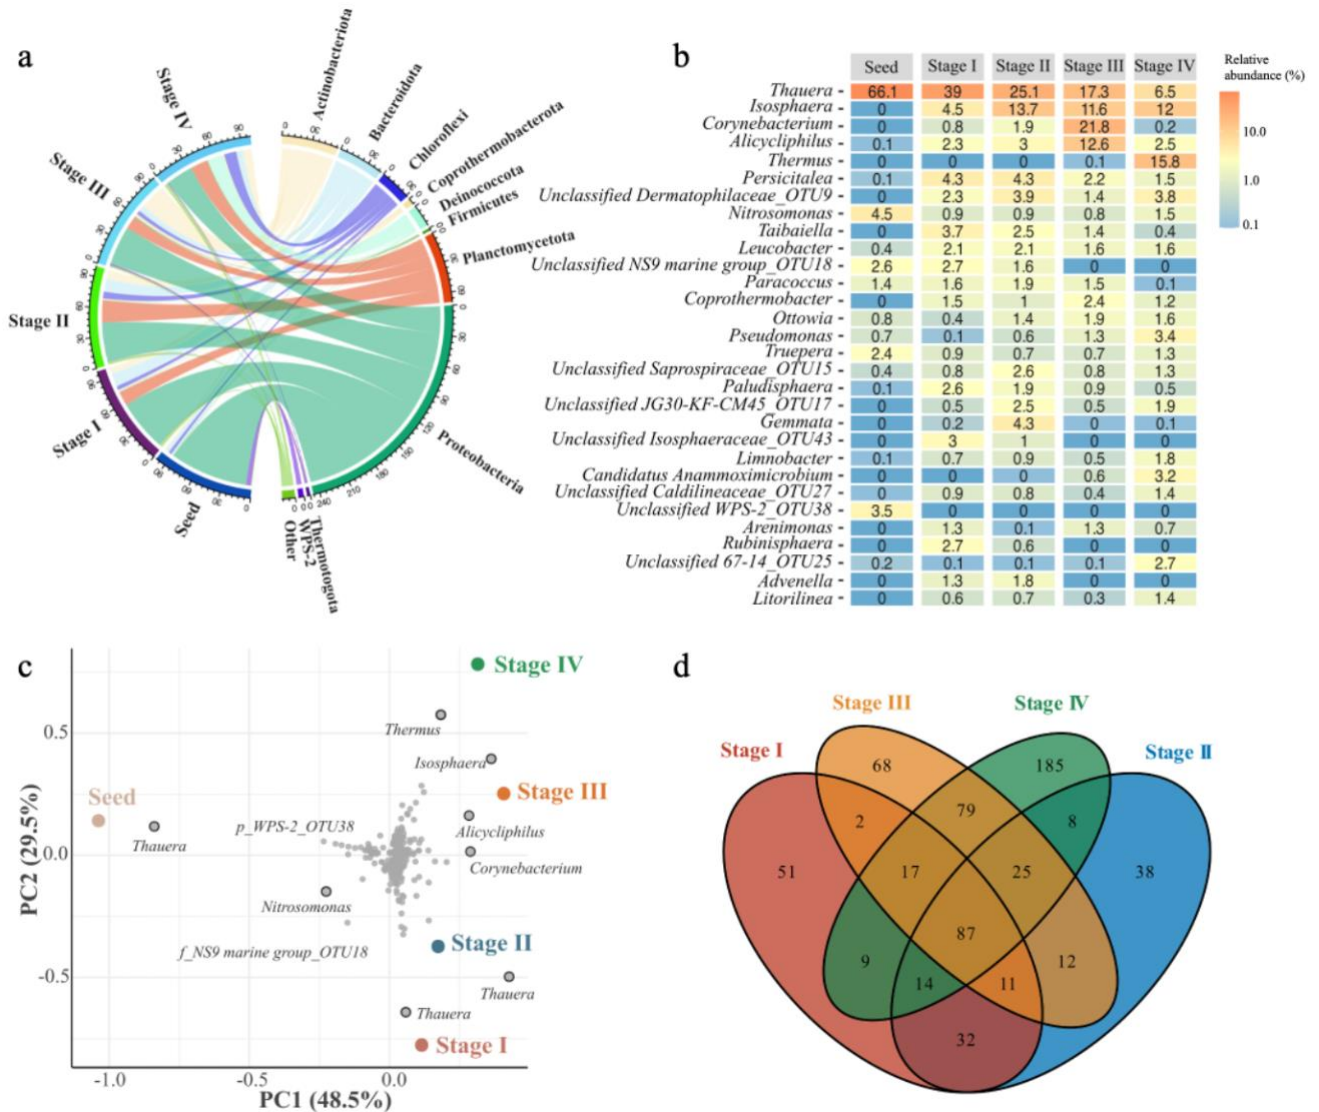 a
Stage IV
Stage III
Stage II
Stage I
Seed
Actinobacteriota
Bacteroidota
Chloroflexi
Coprothermobacterota
Deinococcota
Firmicutes
Planctomycetota
Proteobacteria
Thermotogota
WPS-2
Other
b
Seed Stage I Stage II Stage III Stage IV
Thauera 66.1 39 25.1 17.3 6.5
Isosphaera 0 4.5 13.7 11.6 12
Corynebacterium 0 0.8 1.9 21.8 0.2
Alicycliphilus 0.1 2.3 3 12.6 2.5
Thermus 0 0 0 0.1 15.8
Persicitalea 0.1 4.3 4.3 2.2 1.5
Unclassified Dermatophilaceae_OTU9 0 2.3 3.9 1.4 3.8
Nitrosomonas 4.5 0.9 0.9 0.8 1.5
Taibaiella 0 3.7 2.5 1.4 0.4
Leucobacter 0.4 2.1 2.1 1.6 1.6
Unclassified NS9 marine group_OTU18 2.6 2.7 1.6 0 0
Paracoccus 1.4 1.6 1.9 1.5 0.1
Coprothermobacter 0 1.5 1 2.4 1.2
Ottowia 0.8 0.4 1.4 1.9 1.6
Pseudomonas 0.7 0.1 0.6 1.3 3.4
Truepera 2.4 0.9 0.7 0.7 1.3
Unclassified Saprospiraceae_OTU15 0.4 0.8 2.6 0.8 1.3
Paludisphaera 0.1 2.6 1.9 0.9 0.5
Unclassified JG30-KF-CM45_OTU17 0 0.5 2.5 0.5 1.9
Gemmata 0 0.2 4.3 0 0.1
Unclassified Isosphaeraceae_OTU43 0 3 1 0 0
Limnobacter 0.1 0.7 0.9 0.5 1.8
Candidatus Anammoximicrobium 0 0 0 0.6 3.2
Unclassified Caldilineaceae_OTU27 0 0.9 0.8 0.4 1.4
Unclassified WPS-2_OTU38 3.5 0 0 0 0
Arenimonas 0 1.3 0.1 1.3 0.7
Rubinisphaera 0 2.7 0.6 0 0
Unclassified 67-14_OTU25 0.2 0.1 0.1 0.1 2.7
Advenella 0 1.3 1.8 0 0
Litorilinea 0 0.6 0.7 0.3 1.4
Relative
abundance (%)
10.0
1.0
0.1
c
PC2 (29.5%)
0.5
0.0
-0.5
-1.0 -0.5 0.0
PC1 (48.5%)
Stage IV
Thermus
Isosphaera
Stage III
Seed
Thauera
p_WPS-2_OTU38
Alicycliphilus
Corynebacterium
Nitrosomonas
Stage II
f_NS9 marine group_OTU18
Thauera
Thauera
Stage I
d
Stage III
Stage IV
Stage I
Stage II
68
185
79
2
8
51
17
25
38
87
9
12
14
11
32